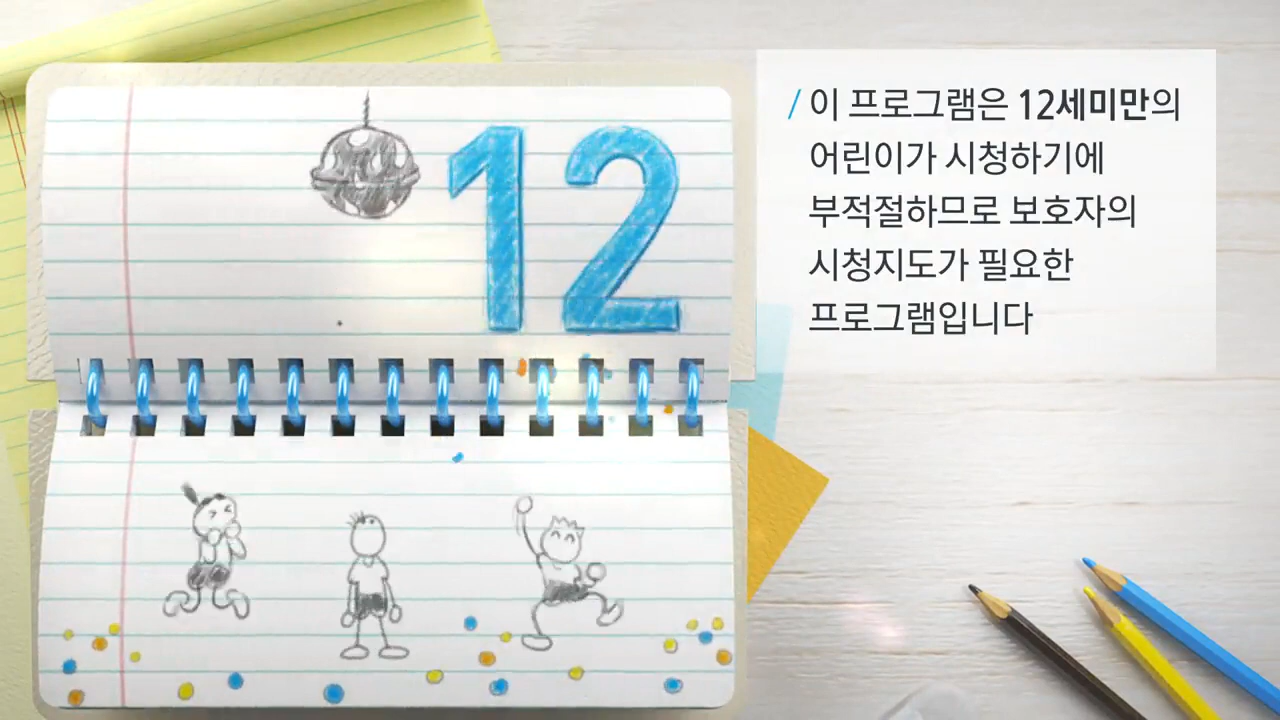 12
/ 이 프로그램은 12세미만의
어린이가 시청하기에
부적절하므로 보호자의
시청지도가 필요한
프로그램입니다